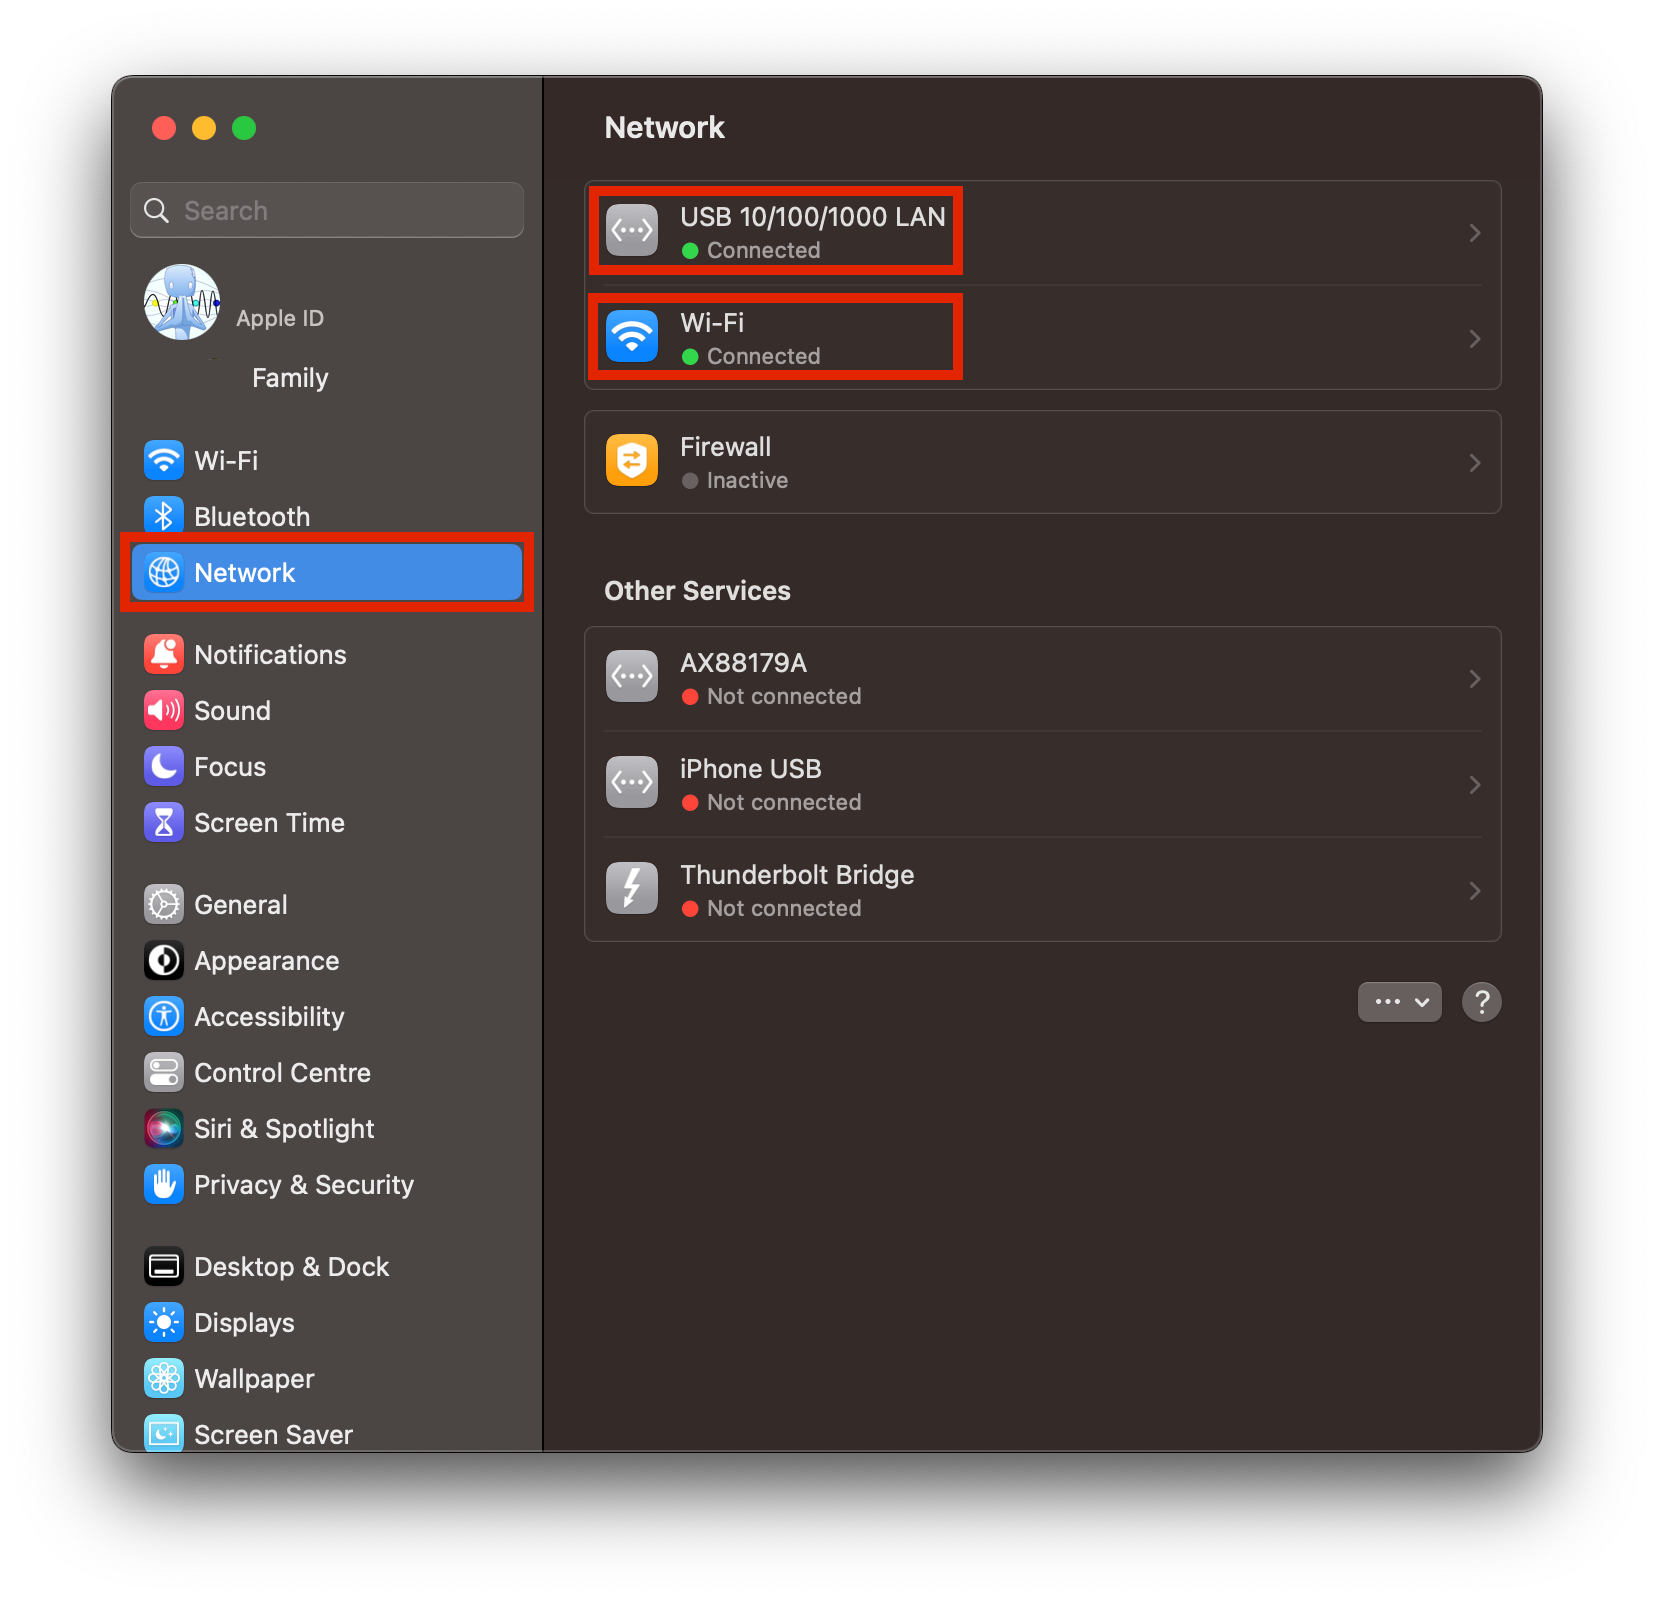 Search
Apple ID
Family
Wi-Fi
Bluetooth
Network
Notifications
Sound
Focus
Screen Time
General
Appearance
Accessibility
Control Centre
Siri & Spotlight
Privacy & Security
Desktop & Dock
Displays
Wallpaper
Screen Saver
Network
USB 10/100/1000 LAN
Connected
Wi-Fi
Connected
Firewall
Inactive
Other Services
AX88179A
Not connected
iPhone USB
Not connected
Thunderbolt Bridge
Not connected
?